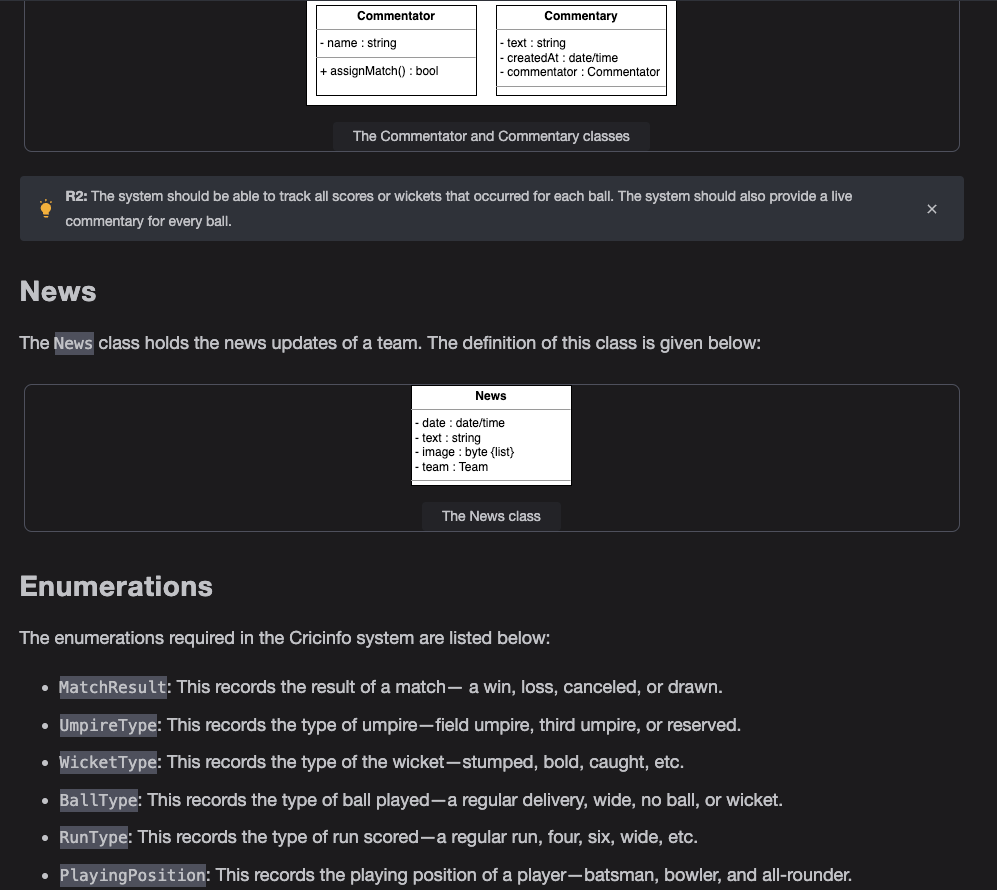 Commentator
- name : string
+ assignMatch() : bool
Commentary
- text : string
- createdAt : date/time
- commentator : Commentator
The Commentator and Commentary classes
R2: The system should be able to track all scores or wickets that occurred for each ball. The system should also provide a live
commentary for every ball.
News
The News class holds the news updates of a team. The definition of this class is given below:
News
- date : date/time
- text : string
- image : byte {list}
- team : Team
The News class
Enumerations
The enumerations required in the Cricinfo system are listed below:
• MatchResult: This records the result of a match— a win, loss, canceled, or drawn.
• UmpireType: This records the type of umpire—field umpire, third umpire, or reserved.
• WicketType: This records the type of the wicket—stumped, bold, caught, etc.
• BallType: This records the type of ball played—a regular delivery, wide, no ball, or wicket.
• RunType: This records the type of run scored—a regular run, four, six, wide, etc.
• PlayingPosition: This records the playing position of a player—batsman, bowler, and all-rounder.